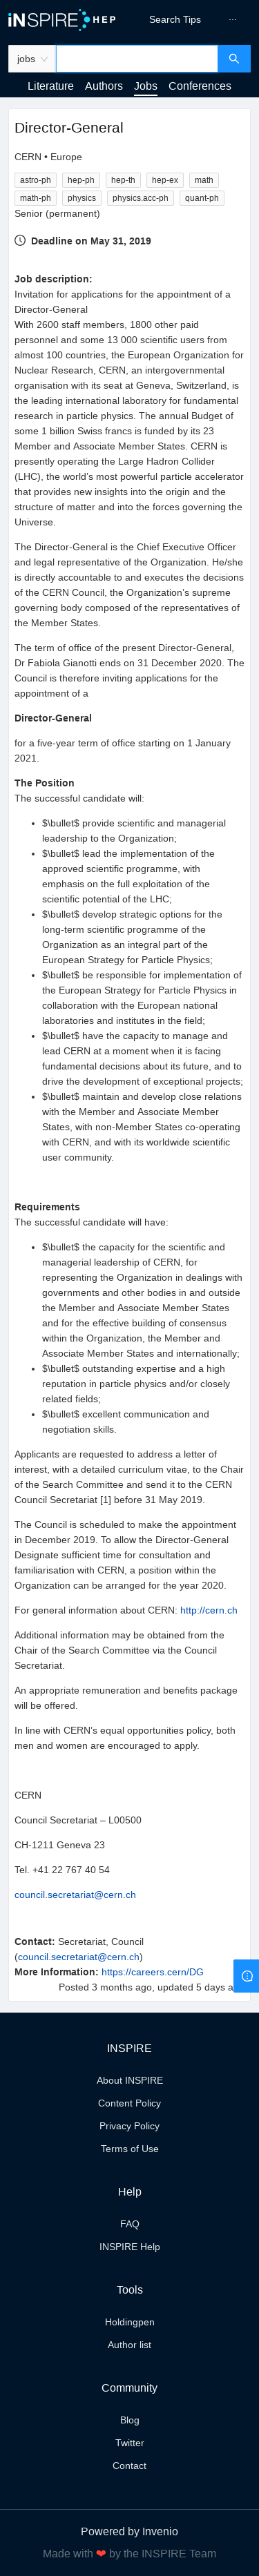 iNSPIRE HEP
Search Tips
...
jobs
Literature Authors Jobs Conferences
Director-General
CERN • Europe
astro-ph hep-ph hep-th hep-ex math
math-ph physics physics.acc-ph quant-ph
Senior (permanent)
Deadline on May 31, 2019
Job description:
Invitation for applications for the appointment of a
Director-General
With 2600 staff members, 1800 other paid
personnel and some 13 000 scientific users from
almost 100 countries, the European Organization for
Nuclear Research, CERN, an intergovernmental
organisation with its seat at Geneva, Switzerland, is
the leading international laboratory for fundamental
research in particle physics. The annual Budget of
some 1 billion Swiss francs is funded by its 23
Member and Associate Member States. CERN is
presently operating the Large Hadron Collider
(LHC), the world's most powerful particle accelerator
that provides new insights into the origin and the
structure of matter and into the forces governing the
Universe.
The Director-General is the Chief Executive Officer
and legal representative of the Organization. He/she
is directly accountable to and executes the decisions
of the CERN Council, the Organization's supreme
governing body composed of the representatives of
the Member States.
The term of office of the present Director-General,
Dr Fabiola Gianotti ends on 31 December 2020. The
Council is therefore inviting applications for the
appointment of a
Director-General
for a five-year term of office starting on 1 January
2021.
The Position
The successful candidate will:
• $\bullet$ provide scientific and managerial
leadership to the Organization;
• $\bullet$ lead the implementation of the
approved scientific programme, with
emphasis on the full exploitation of the
scientific potential of the LHC;
• $\bullet$ develop strategic options for the
long-term scientific programme of the
Organization as an integral part of the
European Strategy for Particle Physics;
• $\bullet$ be responsible for implementation of
the European Strategy for Particle Physics in
collaboration with the European national
laboratories and institutes in the field;
• $\bullet$ have the capacity to manage and
lead CERN at a moment when it is facing
fundamental decisions about its future, and to
drive the development of exceptional projects;
• $\bullet$ maintain and develop close relations
with the Member and Associate Member
States, with non-Member States co-operating
with CERN, and with its worldwide scientific
user community.
Requirements
The successful candidate will have:
• $\bullet$ the capacity for the scientific and
managerial leadership of CERN, for
representing the Organization in dealings with
governments and other bodies in and outside
the Member and Associate Member States
and for the effective building of consensus
within the Organization, the Member and
Associate Member States and internationally;
• $\bullet$ outstanding expertise and a high
reputation in particle physics and/or closely
related fields;
• $\bullet$ excellent communication and
negotiation skills.
Applicants are requested to address a letter of
interest, with a detailed curriculum vitae, to the Chair
of the Search Committee and send it to the CERN
Council Secretariat [1] before 31 May 2019.
The Council is scheduled to make the appointment
in December 2019. To allow the Director-General
Designate sufficient time for consultation and
familiarisation with CERN, a position within the
Organization can be arranged for the year 2020.
For general information about CERN: http://cern.ch
Additional information may be obtained from the
Chair of the Search Committee via the Council
Secretariat.
An appropriate remuneration and benefits package
will be offered.
In line with CERN's equal opportunities policy, both
men and women are encouraged to apply.
CERN
Council Secretariat – L00500
CH-1211 Geneva 23
Tel. +41 22 767 40 54
council.secretariat@cern.ch
Contact: Secretariat, Council
(council.secretariat@cern.ch)
More Information: https://careers.cern/DG
Posted 3 months ago, updated 5 days a
INSPIRE
About INSPIRE
Content Policy
Privacy Policy
Terms of Use
Help
FAQ
INSPIRE Help
Tools
Holdingpen
Author list
Community
Blog
Twitter
Contact
Powered by Invenio
Made with ❤ by the INSPIRE Team